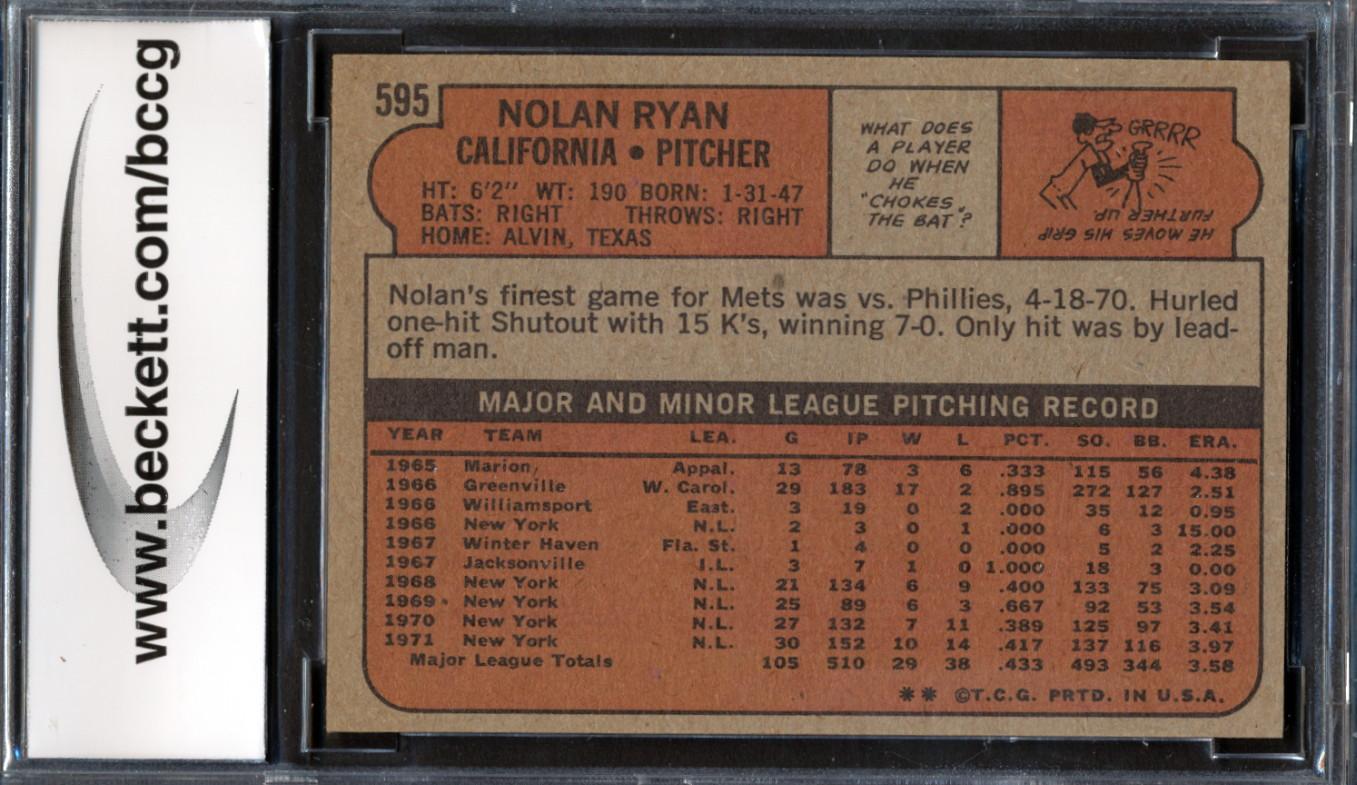 www.beckett.com/bccg
595
NOLAN RYAN
CALIFORNIA • PITCHER
HT: 6'2" WT: 190 BORN: 1-31-47
BATS: RIGHT THROWS: RIGHT
HOME: ALVIN, TEXAS
WHAT DOES
A PLAYER
DO WHEN
HE
"CHOKES
THE BAT"?
GRRRR
HE MOVES HIS GRIP
FURTHER UP
Nolan's finest game for Mets was vs. Phillies, 4-18-70. Hurled
one-hit Shutout with 15 K's, winning 7-0. Only hit was by lead-
off man.
MAJOR AND MINOR LEAGUE PITCHING RECORD
YEAR TEAM LEA. G IP W L PCT. SO. BB. ERA.
1965 Marion, Appal. 13 78 3 6 .333 115 56 4.38
1966 Greenville W. Carol. 29 183 17 2 .895 272 127 2.51
1966 Williamsport East. 3 19 0 2 .000 35 12 0.95
1966 New York N.L. 2 3 0 1 .000 6 3 15.00
1967 Winter Haven Fla. St. 1 4 0 0 .000 5 2 2.25
1967 Jacksonville I.L. 3 7 1 0 1.000 18 3 0.00
1968 New York N.L. 21 134 6 9 .400 133 75 3.09
1969 New York N.L. 25 89 6 3 .667 92 53 3.54
1970 New York N.L. 27 132 7 11 .389 125 97 3.41
1971 New York N.L. 30 152 10 14 .417 137 116 3.97
Major League Totals 105 510 29 38 .433 493 344 3.58
** ©T.C.G. PRTD. IN U.S.A.